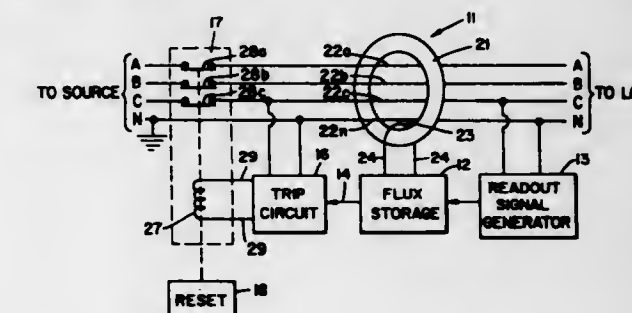 11
17
28a
22a
21
A
A
B
28b
22b
B
TO SOURCE
C
28c
22c
C
TO LA
N
22n
23
N
24
24
12
13
29
16
TRIP
CIRCUIT
14
FLUX
STORAGE
READOUT
SIGNAL
GENERATOR
27
29
RESET
18